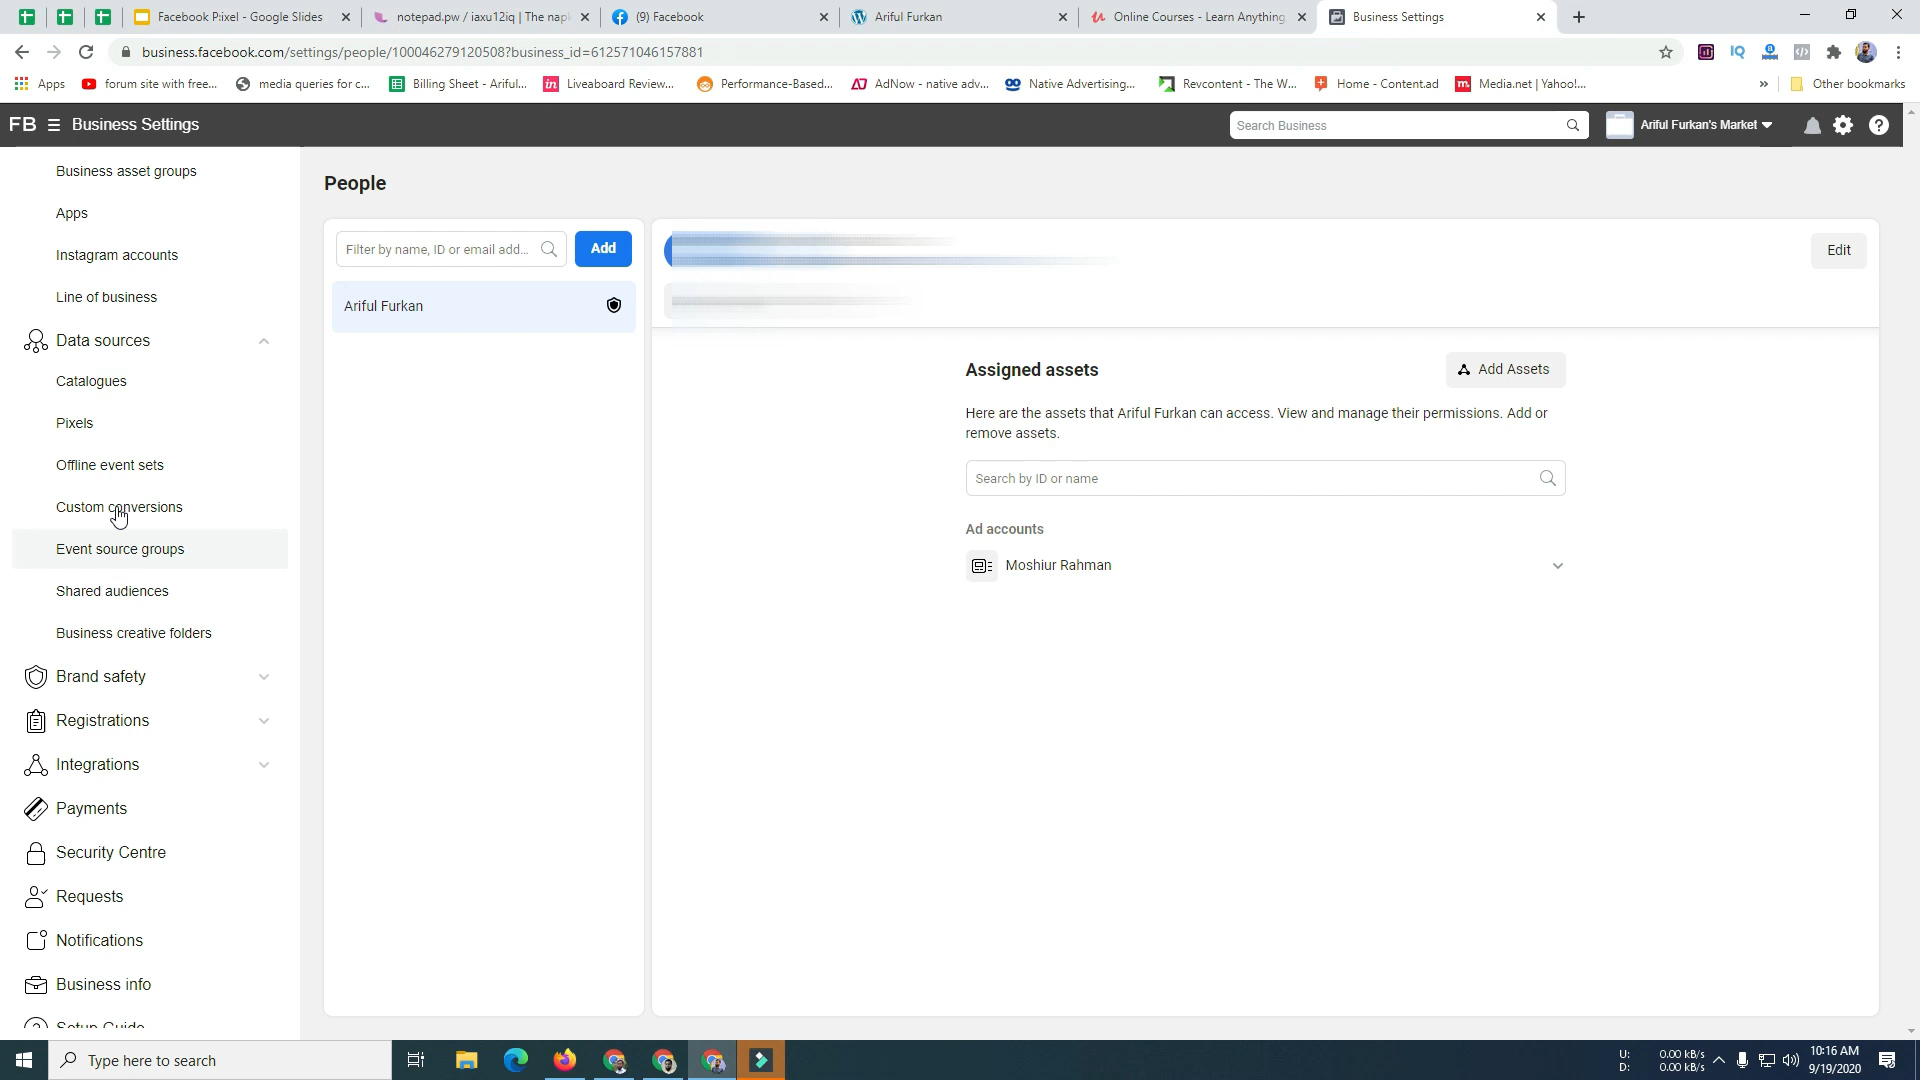 Facebook Pixel - Google Slides
notepad.pw / iaxu12iq | The nap
(9) Facebook
Ariful Furkan
Online Courses - Learn Anything
Business Settings
business.facebook.com/settings/people/100046279120508?business_id=612571046157881
Apps
forum site with free...
media queries for c...
Billing Sheet - Ariful...
Liveaboard Review...
Performance-Based...
AdNow - native adv...
Native Advertising...
Revcontent - The W...
Home - Content.ad
Media.net | Yahoo!...
»
Other bookmarks
FB
Business Settings
Search Business
Ariful Furkan's Market
Business asset groups
Apps
Instagram accounts
Line of business
Data sources
Catalogues
Pixels
Offline event sets
Custom conversions
Event source groups
Shared audiences
Business creative folders
Brand safety
Registrations
Integrations
Payments
Security Centre
Requests
Notifications
Business info
Setup Guide
People
Filter by name, ID or email add...
Add
Ariful Furkan
Edit
Assigned assets
Add Assets
Here are the assets that Ariful Furkan can access. View and manage their permissions. Add or
remove assets.
Search by ID or name
Ad accounts
Moshiur Rahman
Type here to search
U: 0.00 kB/s
D: 0.00 kB/s
10:16 AM
9/19/2020